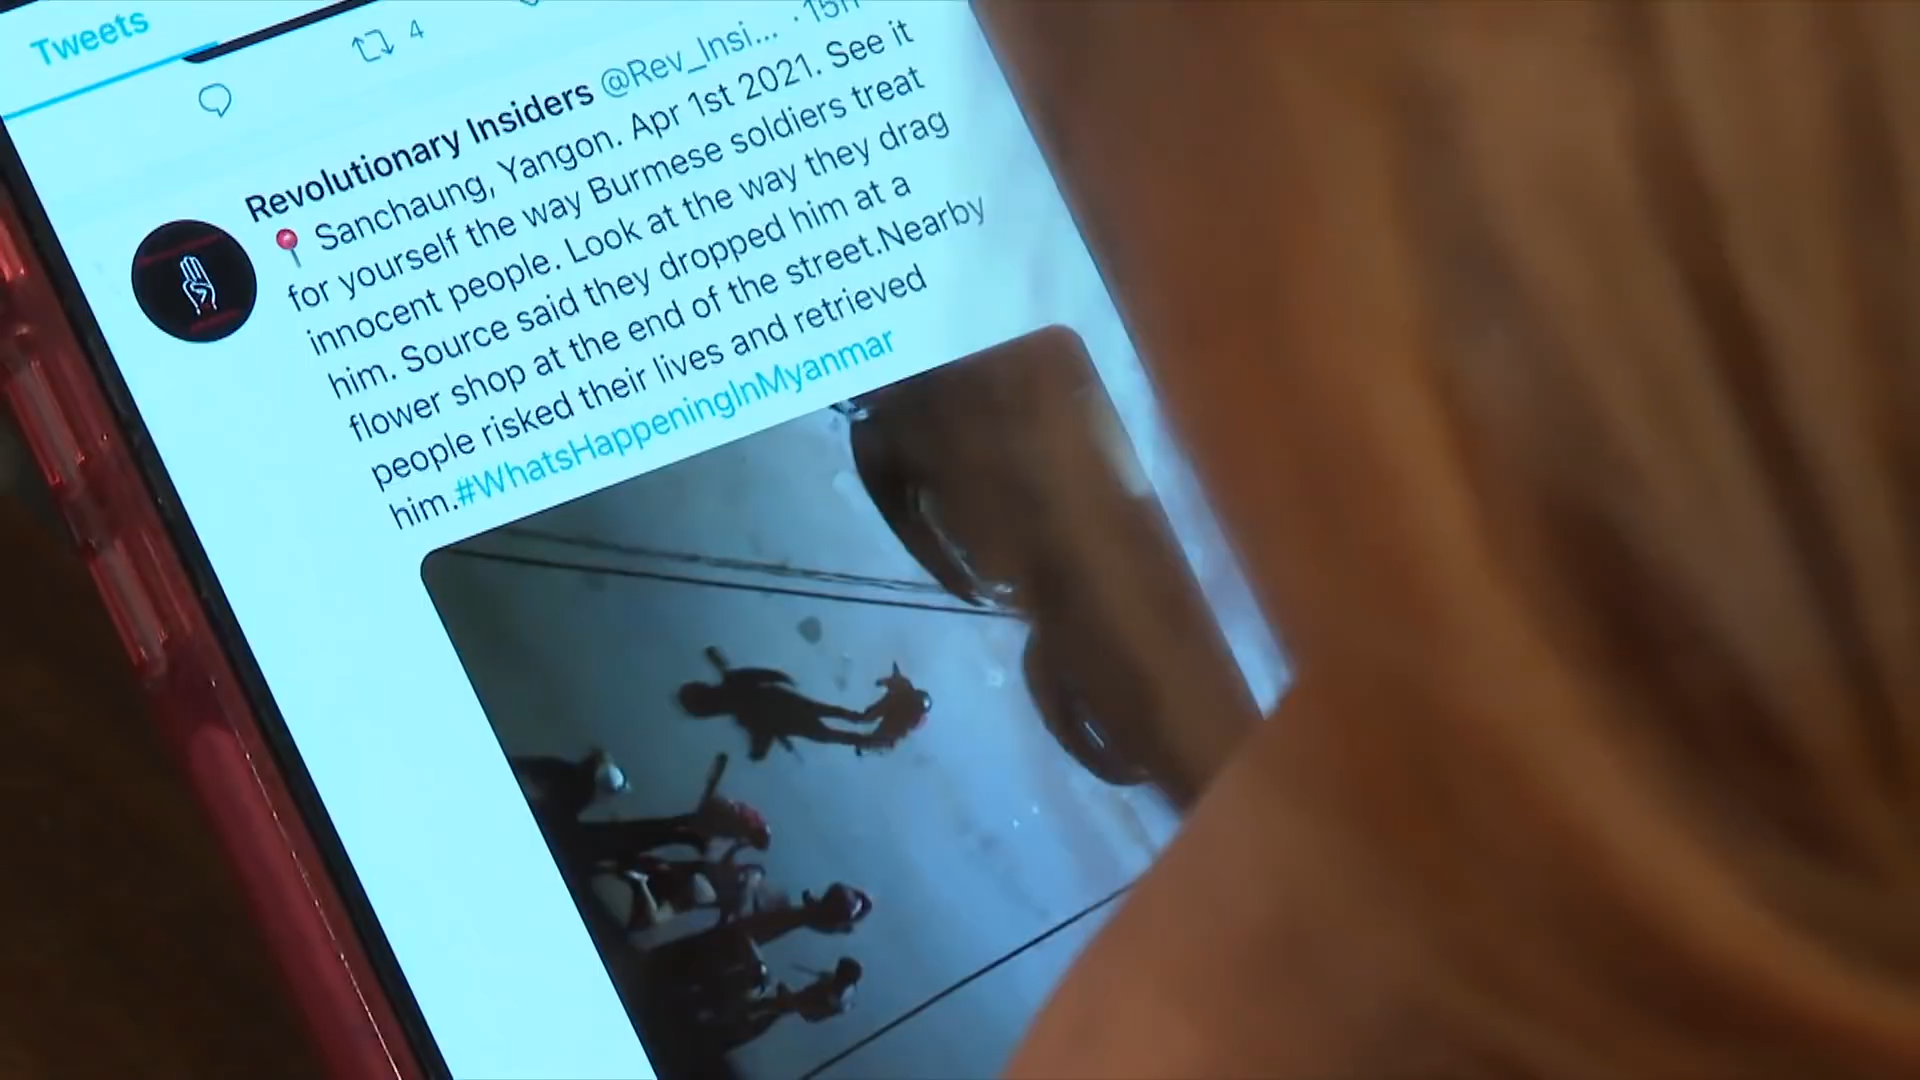 Tweets
4
Revolutionary Insiders @Rev_Insi... · 15h
Sanchaung, Yangon. Apr 1st 2021. See it
for yourself the way Burmese soldiers treat
innocent people. Look at the way they drag
him. Source said they dropped him at a
flower shop at the end of the street.Nearby
people risked their lives and retrieved
him.#WhatsHappeningInMyanmar